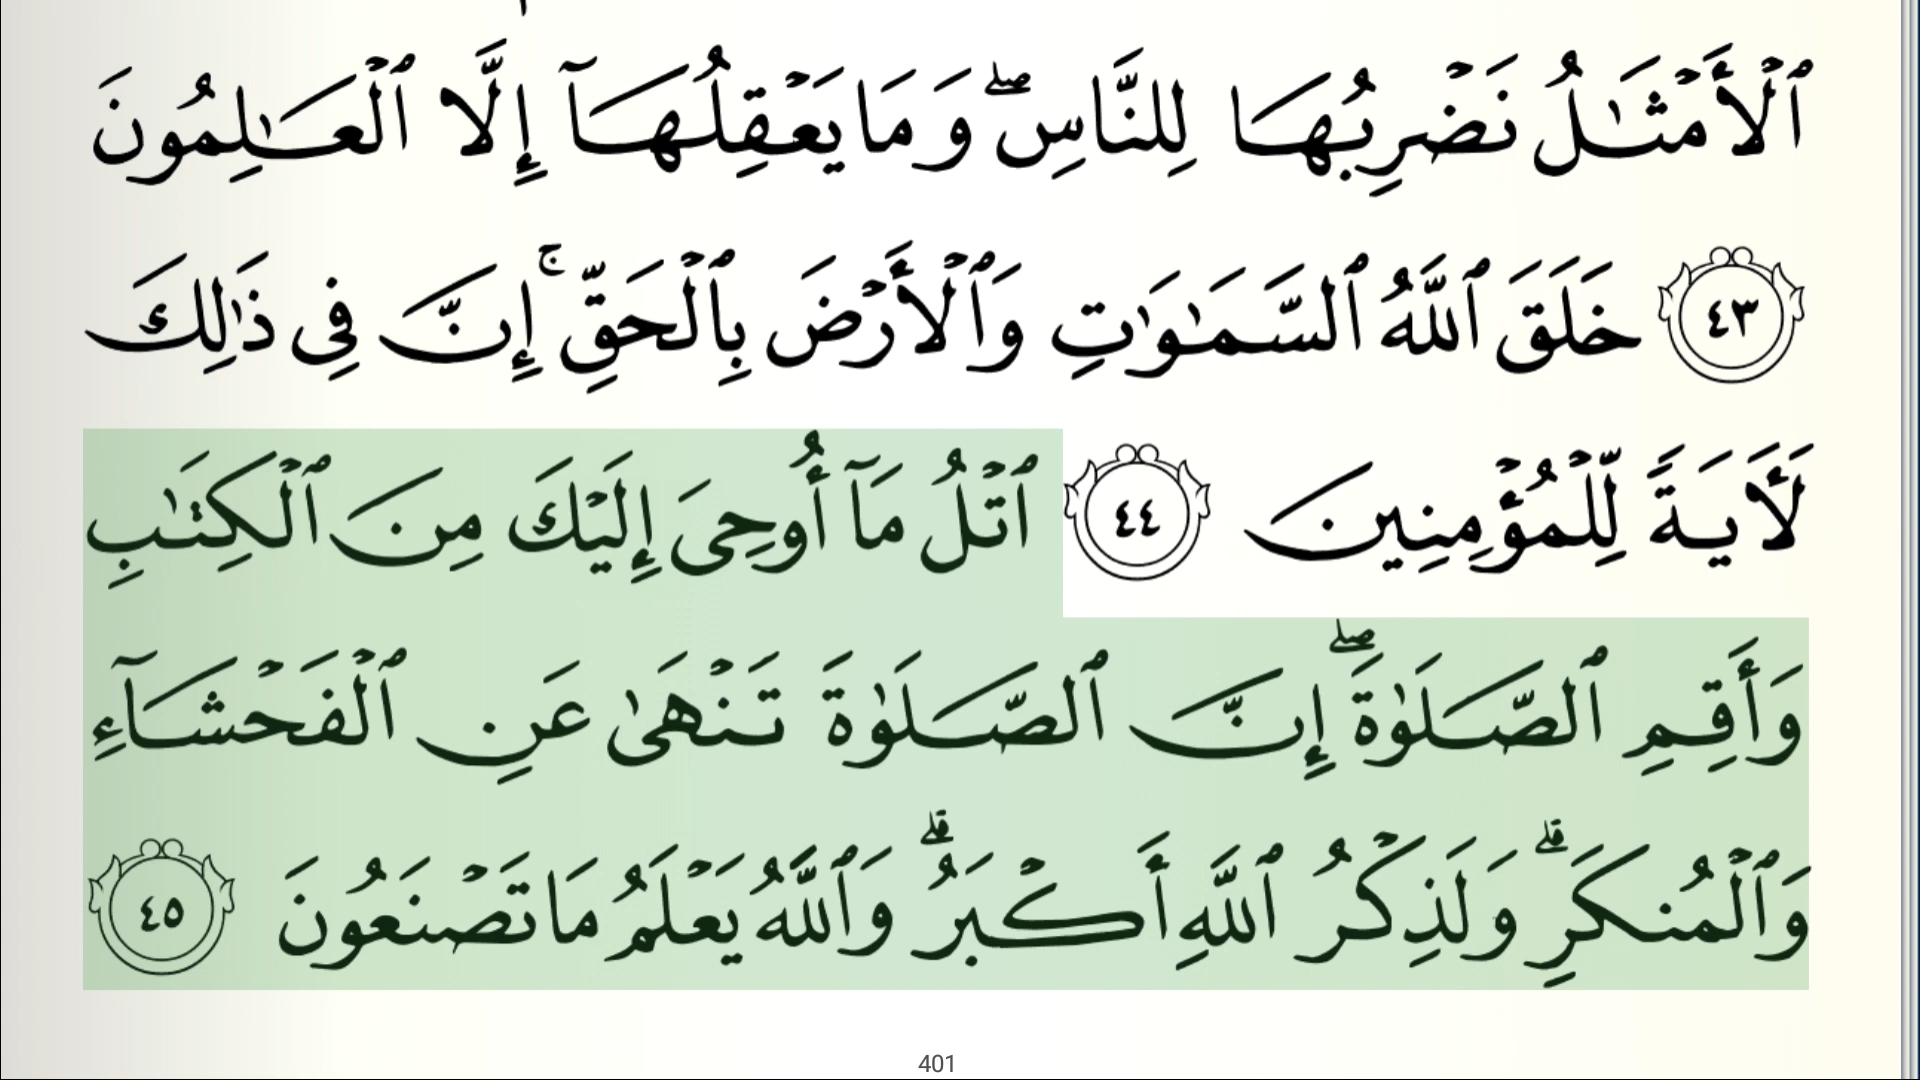 ٱلۡأَمۡثَـٰلُ نَضۡرِبُهَا لِلنَّاسِۖ وَمَا يَعۡقِلُهَآ إِلَّا ٱلۡعَـٰلِمُونَ
٤٣ خَلَقَ ٱللَّهُ ٱلسَّمَـٰوَٰتِ وَٱلۡأَرۡضَ بِٱلۡحَقِّۚ إِنَّ فِى ذَٰلِكَ
لَـَٔايَةً لِّلۡمُؤۡمِنِينَ ٤٤ ٱتۡلُ مَآ أُوحِىَ إِلَيۡكَ مِنَ ٱلۡكِتَـٰبِ
وَأَقِمِ ٱلصَّلَوٰةَۖ إِنَّ ٱلصَّلَوٰةَ تَنۡهَىٰ عَنِ ٱلۡفَحۡشَآءِ
وَٱلۡمُنكَرِۗ وَلَذِكۡرُ ٱللَّهِ أَكۡبَرُۗ وَٱللَّهُ يَعۡلَمُ مَا تَصۡنَعُونَ ٤٥
401